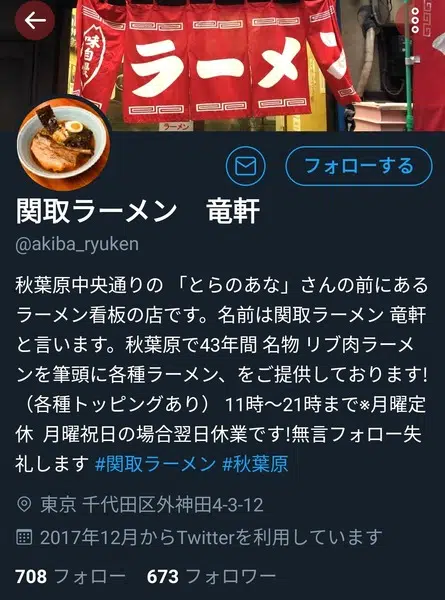 味自慢
ラーメン
ラーメン
フォローする
関取ラーメン　竜軒
@akiba_ryuken
秋葉原中央通りの 「とらのあな」さんの前にある
ラーメン看板の店です。名前は関取ラーメン 竜軒
と言います。秋葉原で43年間 名物 リブ肉ラーメ
ンを筆頭に各種ラーメン、をご提供しております!
（各種トッピングあり） 11時〜21時まで※月曜定
休 月曜祝日の場合翌日休業です!無言フォロー失
礼します #関取ラーメン #秋葉原
東京 千代田区外神田4-3-12
2017年12月からTwitterを利用しています
708 フォロー 673 フォロワー